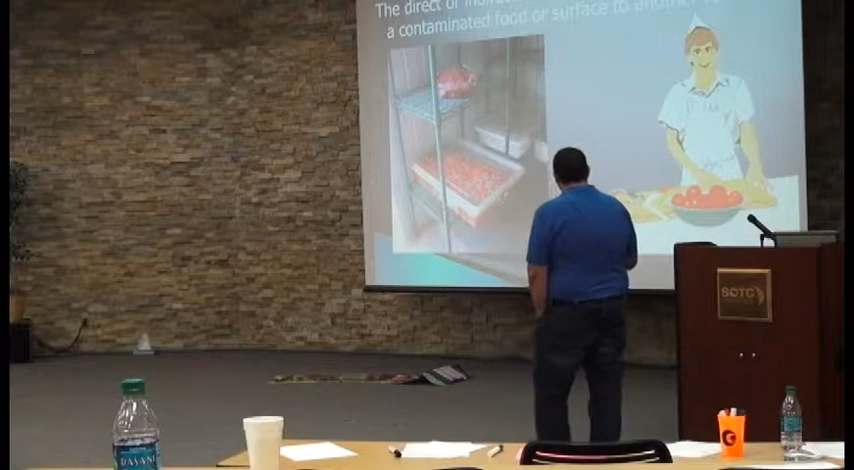 The direct or
a contaminated food or surface to another
SOTC
DASANI